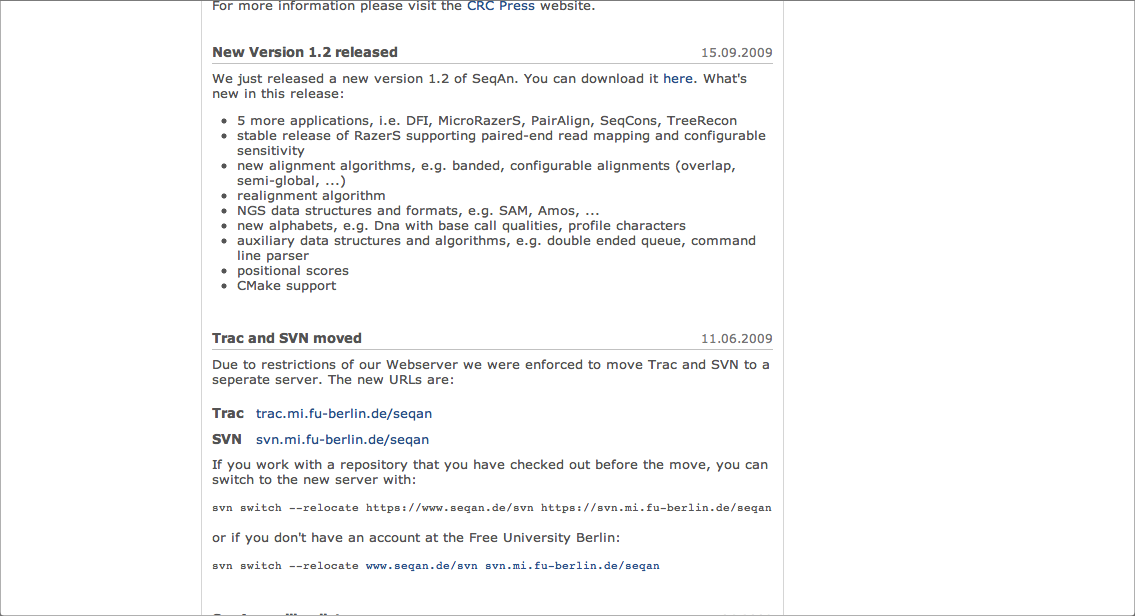 For more information please visit the CRC Press website.
New Version 1.2 released 15.09.2009
We just released a new version 1.2 of SeqAn. You can download it here. What's
new in this release:
• 5 more applications, i.e. DFI, MicroRazerS, PairAlign, SeqCons, TreeRecon
• stable release of RazerS supporting paired-end read mapping and configurable
sensitivity
• new alignment algorithms, e.g. banded, configurable alignments (overlap,
semi-global, ...)
• realignment algorithm
• NGS data structures and formats, e.g. SAM, Amos, ...
• new alphabets, e.g. Dna with base call qualities, profile characters
• auxiliary data structures and algorithms, e.g. double ended queue, command
line parser
• positional scores
• CMake support
Trac and SVN moved 11.06.2009
Due to restrictions of our Webserver we were enforced to move Trac and SVN to a
seperate server. The new URLs are:
Trac trac.mi.fu-berlin.de/seqan
SVN svn.mi.fu-berlin.de/seqan
If you work with a repository that you have checked out before the move, you can
switch to the new server with:
svn switch --relocate https://www.seqan.de/svn https://svn.mi.fu-berlin.de/seqan
or if you don't have an account at the Free University Berlin:
svn switch --relocate www.seqan.de/svn svn.mi.fu-berlin.de/seqan